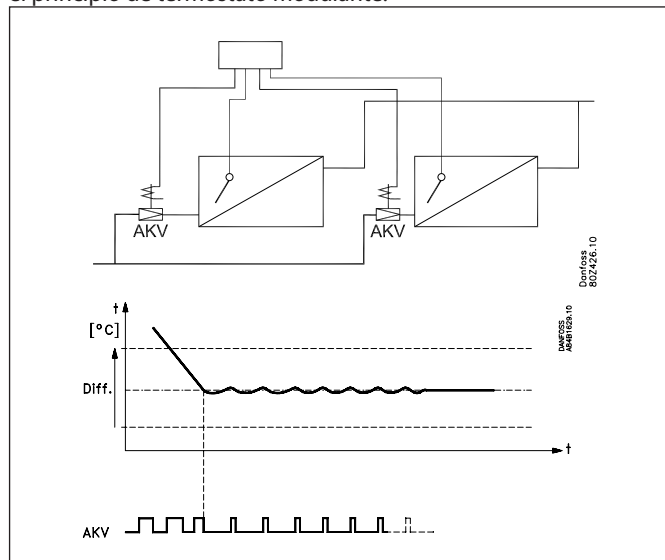 el principio de termostato modulante.
AKV
AKV
Danfoss
80Z426.10
t
[°C]
Diff.
DANFOSS
A84B1629.10
t
AKV